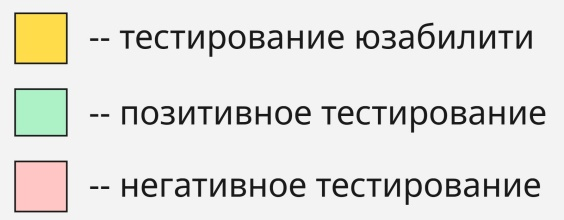 -- тестирование юзабилити
-- позитивное тестирование
-- негативное тестирование